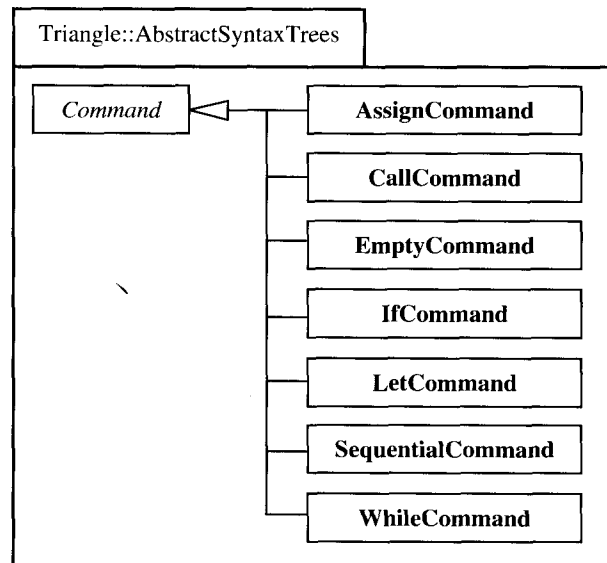 Triangle::AbstractSyntaxTrees
Command
AssignCommand
CallCommand
EmptyCommand
IfCommand
LetCommand
SequentialCommand
WhileCommand